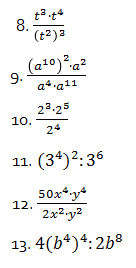 8. \frac{t^3 \cdot t^4}{(t^2)^3}
9. \frac{(a^{10})^2 \cdot a^2}{a^4 \cdot a^{11}}
10. \frac{2^3 \cdot 2^5}{2^4}
11. (3^4)^2 : 3^6
12. \frac{50x^4 \cdot y^4}{2x^2 \cdot y^2}
13. 4(b^4)^4 : 2b^8